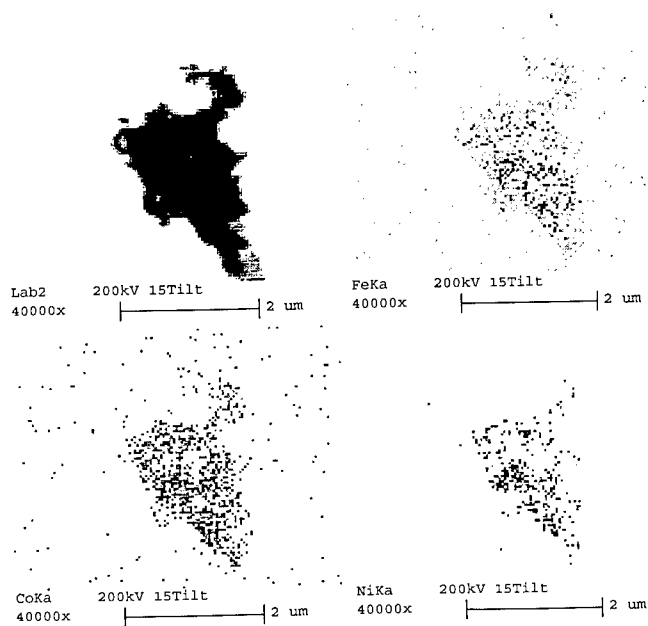 Lab2 200kV 15Tilt
40000x 2 um
FeKa 200kV 15Tilt
40000x 2 um
CoKa 200kV 15Tilt
40000x 2 um
NiKa 200kV 15Tilt
40000x 2 um